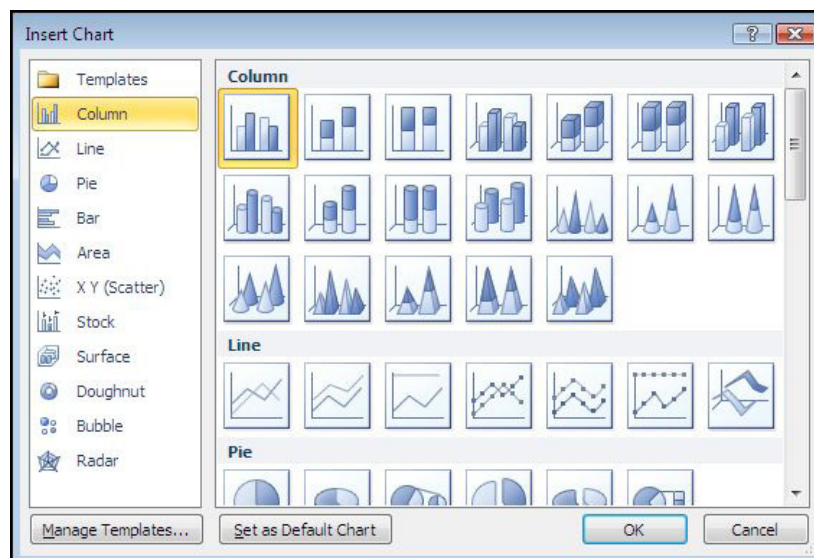 Insert Chart
Templates
Column
Line
Pie
Bar
Area
X Y (Scatter)
Stock
Surface
Doughnut
Bubble
Radar
Column
Line
Pie
Manage Templates...
Set as Default Chart
OK
Cancel